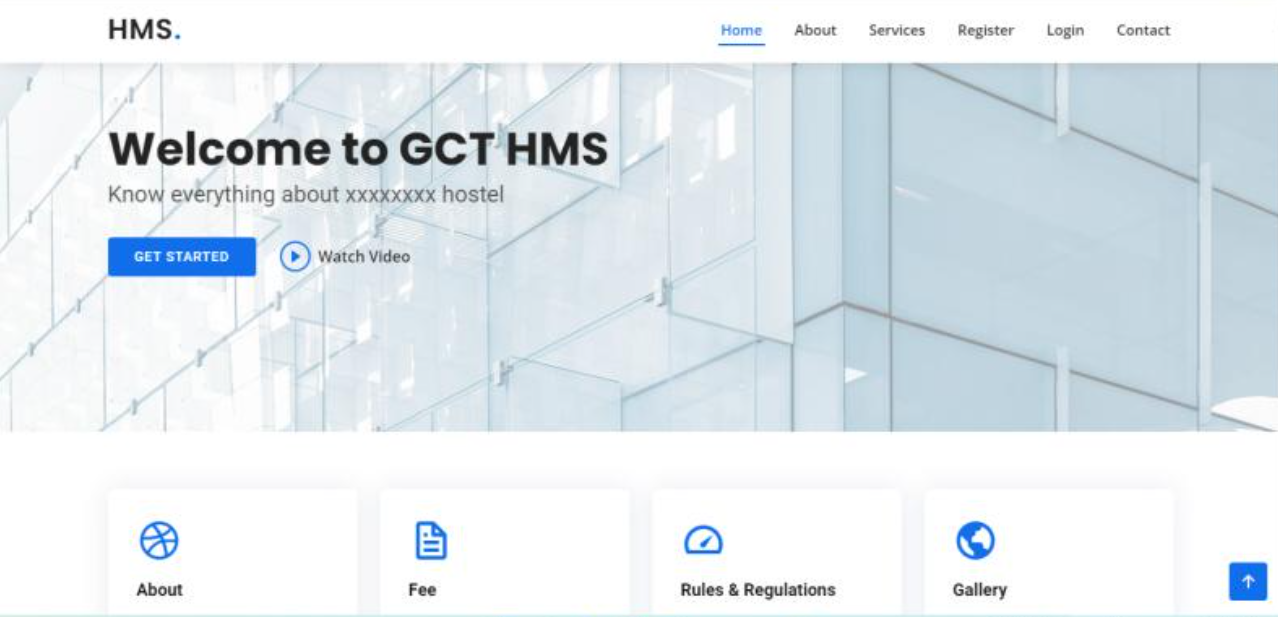 HMS.
Home About Services Register Login Contact
Welcome to GCT HMS
Know everything about xxxxxxxx hostel
GET STARTED Watch Video
About Fee Rules & Regulations Gallery